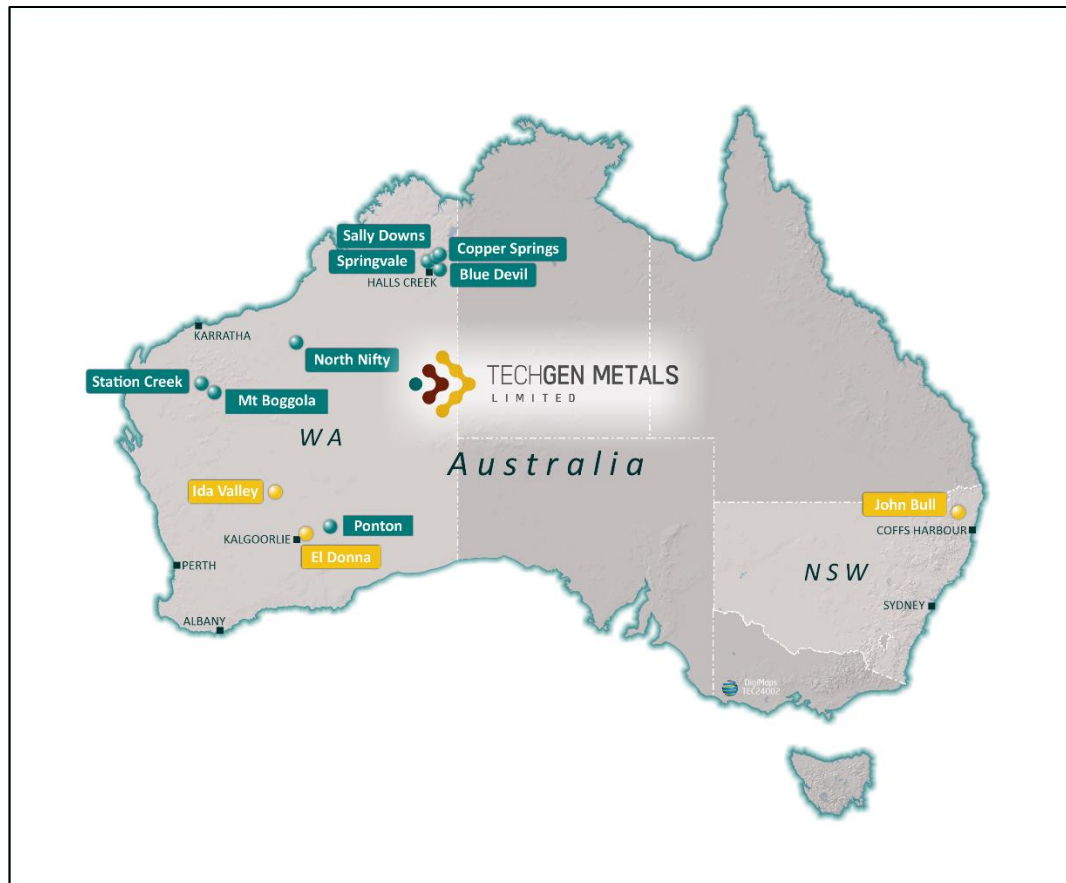 Sally Downs
Copper Springs
Springvale
Blue Devil
HALLS CREEK
KARRATHA
North Nifty
Station Creek
Mt Boggola
TECHGEN METALS
LIMITED
WA
Australia
Ida Valley
John Bull
Ponton
KALGOORLIE
El Donna
COFFS HARBOUR
PERTH
NSW
SYDNEY
ALBANY
DigiMaps
TEC24002